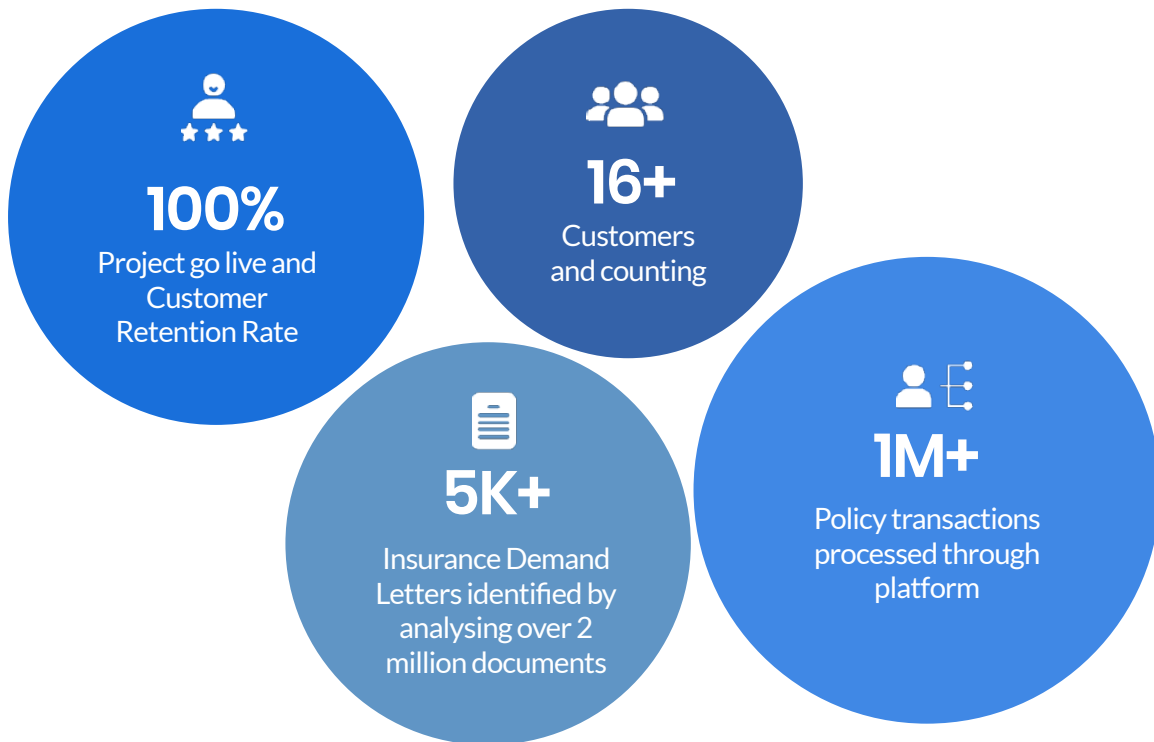 100%
Project go live and
Customer
Retention Rate
16+
Customers
and counting
5K+
Insurance Demand
Letters identified by
analysing over 2
million documents
1M+
Policy transactions
processed through
platform